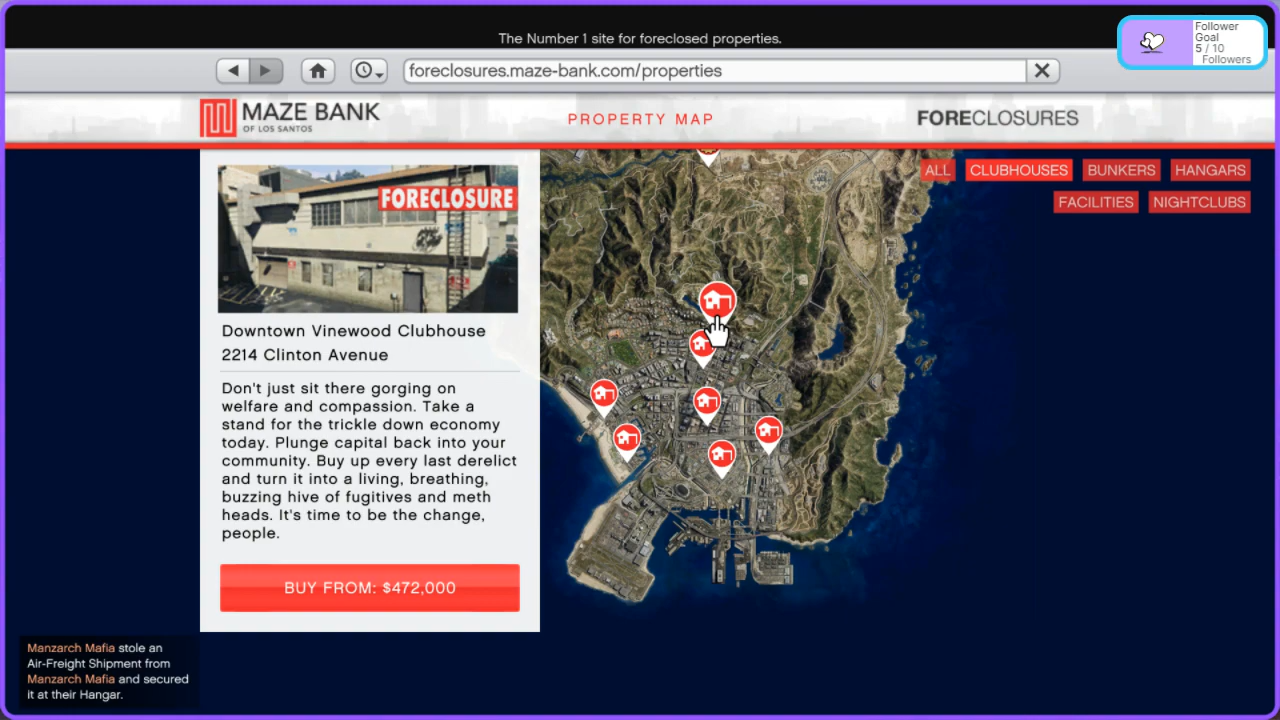 The Number 1 site for foreclosed properties.
Follower
Goal
5 / 10
Followers
foreclosures.maze-bank.com/properties
MAZE BANK
OF LOS SANTOS
PROPERTY MAP
FORECLOSURES
ALL
CLUBHOUSES
BUNKERS
HANGARS
FACILITIES
NIGHTCLUBS
FORECLOSURE
Downtown Vinewood Clubhouse
2214 Clinton Avenue
Don't just sit there gorging on
welfare and compassion. Take a
stand for the trickle down economy
today. Plunge capital back into your
community. Buy up every last derelict
and turn it into a living, breathing,
buzzing hive of fugitives and meth
heads. It's time to be the change,
people.
BUY FROM: $472,000
Manzarch Mafia stole an
Air-Freight Shipment from
Manzarch Mafia and secured
it at their Hangar.